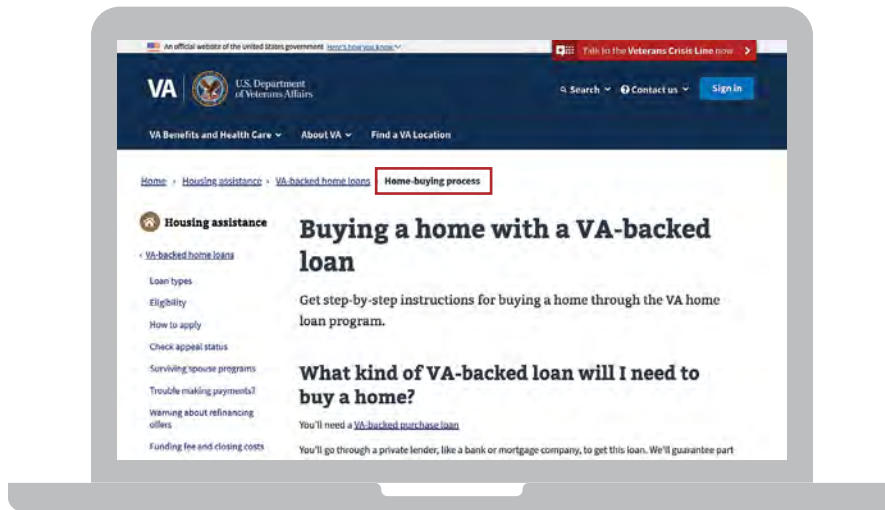 An official website of the United States government Here's how you know
Talk to the Veterans Crisis Line now
VA
U.S. Department
of Veterans Affairs
Search
Contact us
Sign in
VA Benefits and Health Care
About VA
Find a VA Location
Home › Housing assistance › VA-backed home loans Home-buying process
Housing assistance
‹ VA-backed home loans
Loan types
Eligibility
How to apply
Check appeal status
Surviving spouse programs
Trouble making payments?
Warning about refinancing
offers
Funding fee and closing costs
Buying a home with a VA-backed
loan
Get step-by-step instructions for buying a home through the VA home
loan program.
What kind of VA-backed loan will I need to
buy a home?
You'll need a VA-backed purchase loan
You'll go through a private lender, like a bank or mortgage company, to get this loan. We'll guarantee part